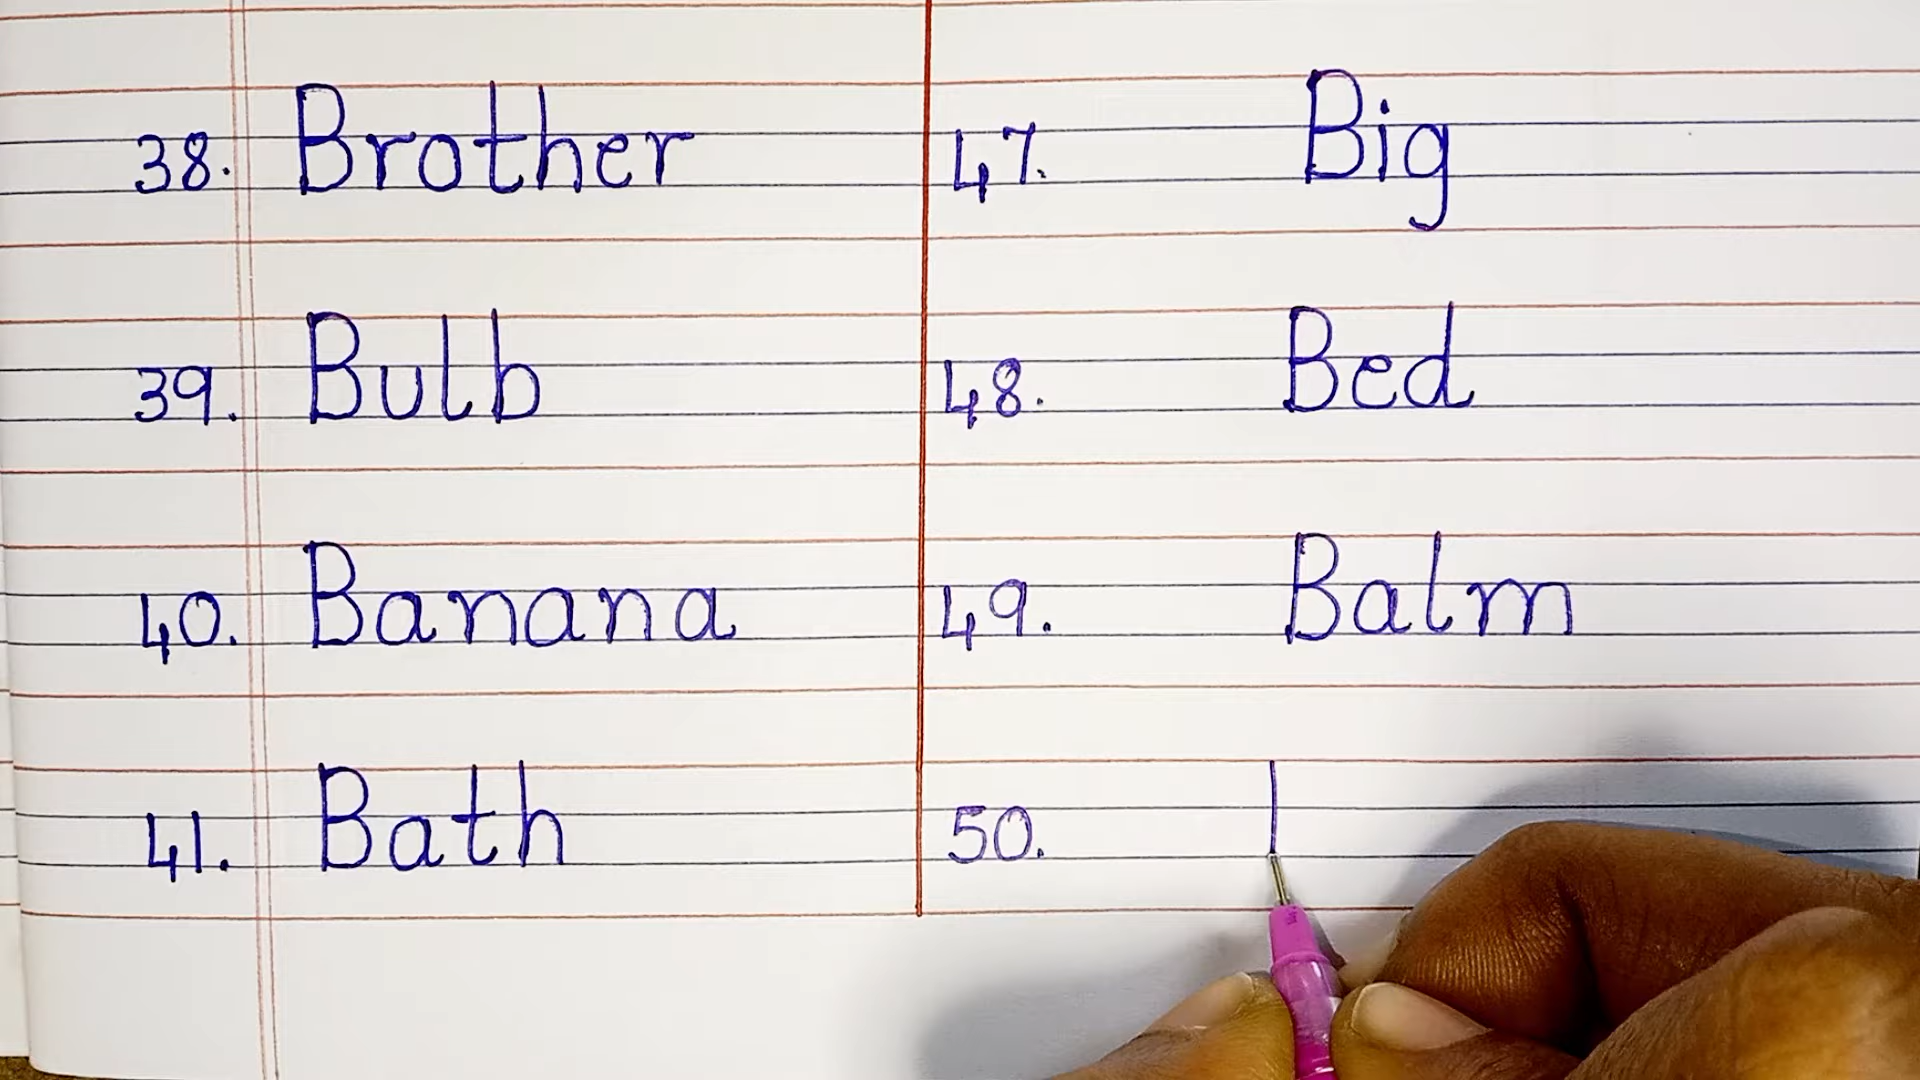 38. Brother
39. Bulb
40. Banana
41. Bath
47. Big
48. Bed
49. Balm
50.